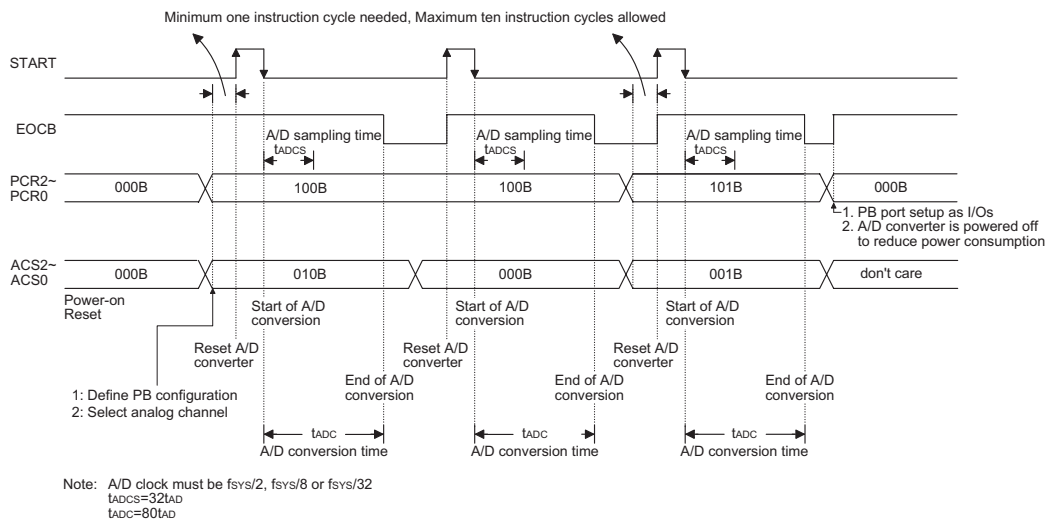 Minimum one instruction cycle needed, Maximum ten instruction cycles allowed
START
EOCB
A/D sampling time
tADCS
A/D sampling time
tADCS
A/D sampling time
tADCS
PCR2~
PCR0
000B
100B
100B
101B
000B
1. PB port setup as I/Os
2. A/D converter is powered off
to reduce power consumption
ACS2~
ACS0
000B
010B
000B
001B
don't care
Power-on
Reset
Start of A/D
conversion
Start of A/D
conversion
Start of A/D
conversion
Reset A/D
converter
Reset A/D
converter
Reset A/D
converter
1: Define PB configuration
2: Select analog channel
End of A/D
conversion
End of A/D
conversion
End of A/D
conversion
tADC
A/D conversion time
tADC
A/D conversion time
tADC
A/D conversion time
Note: A/D clock must be fSYS/2, fSYS/8 or fSYS/32
tADCS=32tAD
tADC=80tAD